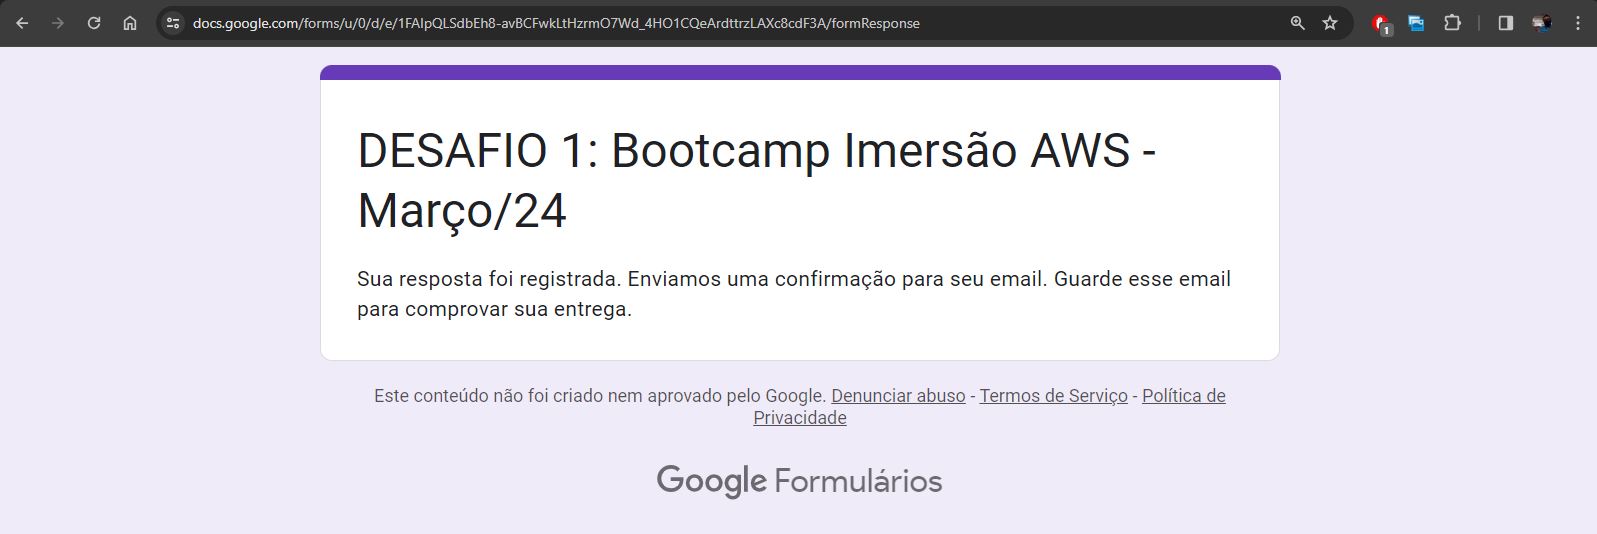 docs.google.com/forms/u/0/d/e/1FAIpQLSdbEh8-avBCFwkLtHzrmO7Wd_4HO1CQeArdttrzLAXc8cdF3A/formResponse
1
DESAFIO 1: Bootcamp Imersão AWS -
Março/24
Sua resposta foi registrada. Enviamos uma confirmação para seu email. Guarde esse email
para comprovar sua entrega.
Este conteúdo não foi criado nem aprovado pelo Google. Denunciar abuso - Termos de Serviço - Política de
Privacidade
Google Formulários